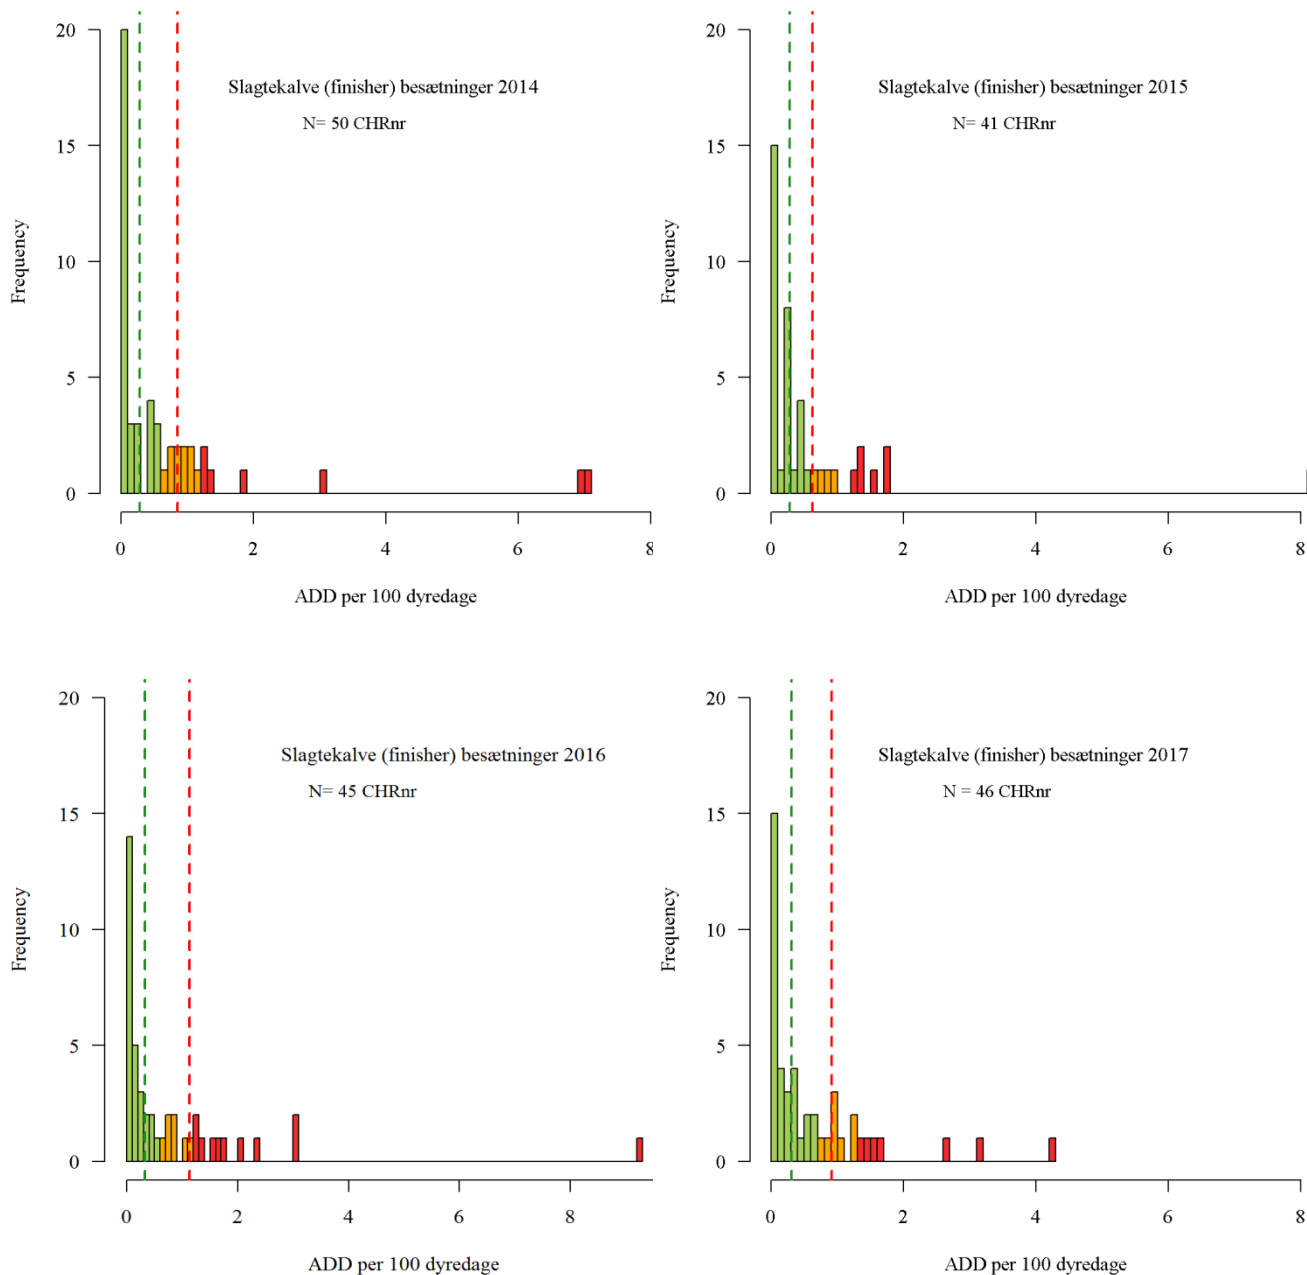 20
15
10
5
0
Frequency
Slagtekalve (finisher) besætninger 2014
N= 50 CHRnr
0 2 4 6 8
ADD per 100 dyredage
20
15
10
5
0
Frequency
Slagtekalve (finisher) besætninger 2015
N= 41 CHRnr
0 2 4 6 8
ADD per 100 dyredage
20
15
10
5
0
Frequency
Slagtekalve (finisher) besætninger 2016
N= 45 CHRnr
0 2 4 6 8
ADD per 100 dyredage
20
15
10
5
0
Frequency
Slagtekalve (finisher) besætninger 2017
N = 46 CHRnr
0 2 4 6 8
ADD per 100 dyredage